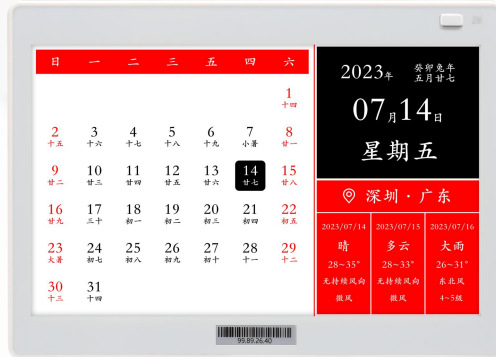 日 一 二 三 五 四 六
1
十四
2 3 4 5 6 7 8
十五 十六 十七 十八 十九 小暑 廿一
9 10 11 12 13 14 15
廿二 廿三 廿四 廿五 廿六 廿七 廿八
16 17 18 19 20 21 22
廿九 三十 初一 初二 初三 初四 初五
23 24 25 26 27 28 29
大暑 初七 初八 初九 初十 十一 十二
30 31
十三 十四
2023年
癸卯兔年
五月廿七
07月14日
星期五
深圳·广东
2023/07/14 2023/07/15 2023/07/16
晴 多云 大雨
28~35° 28~33° 26~31°
无持续风向 无持续风向 东北风
微风 微风 4~5级
99.89.26.40